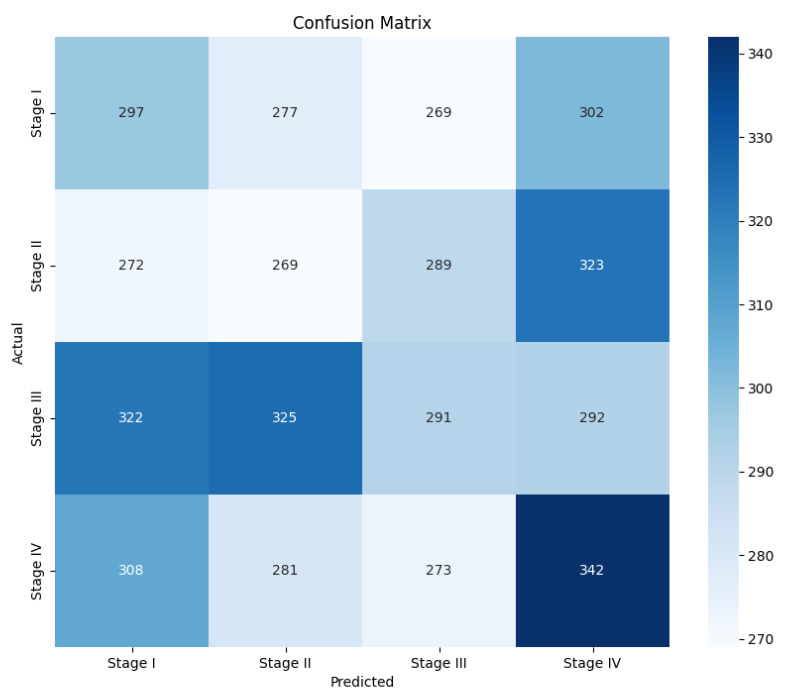 Confusion Matrix
Stage I
297 277 269 302
Stage II
272 269 289 323
Stage III
322 325 291 292
Stage IV
308 281 273 342
Actual
Stage I Stage II Stage III Stage IV
Predicted
340
330
320
310
300
290
280
270